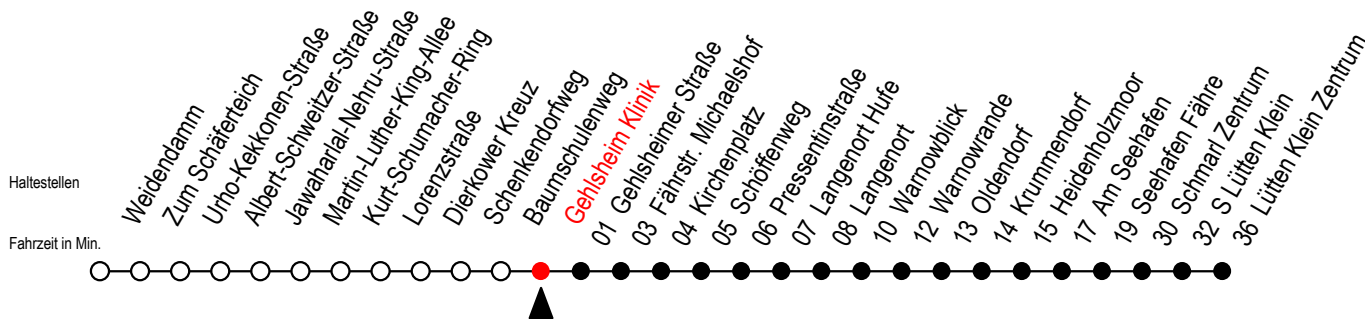 Haltestellen
Fahrzeit in Min.
Weidendamm
Zum Schäferteich
Urho-Kekkonen-Straße
Albert-Schweitzer-Straße
Jawaharlal-Nehru-Straße
Martin-Luther-King-Allee
Kurt-Schumacher-Ring
Lorenzstraße
Dierkower Kreuz
Schenkendorfweg
Baumschulenweg
Gehlsheim Klinik
01 Gehlsheimer Straße
03 Fährstr. Michaelshof
04 Kirchenplatz
05 Schöffenweg
06 Pressentinstraße
07 Langenort Hufe
08 Langenort
10 Warnowblick
12 Warnowrande
13 Oldendorf
14 Krummendorf
15 Heidenholzmoor
17 Am Seehafen
19 Seehafen Fähre
30 Schmarl Zentrum
32 S Lütten Klein
36 Lütten Klein Zentrum